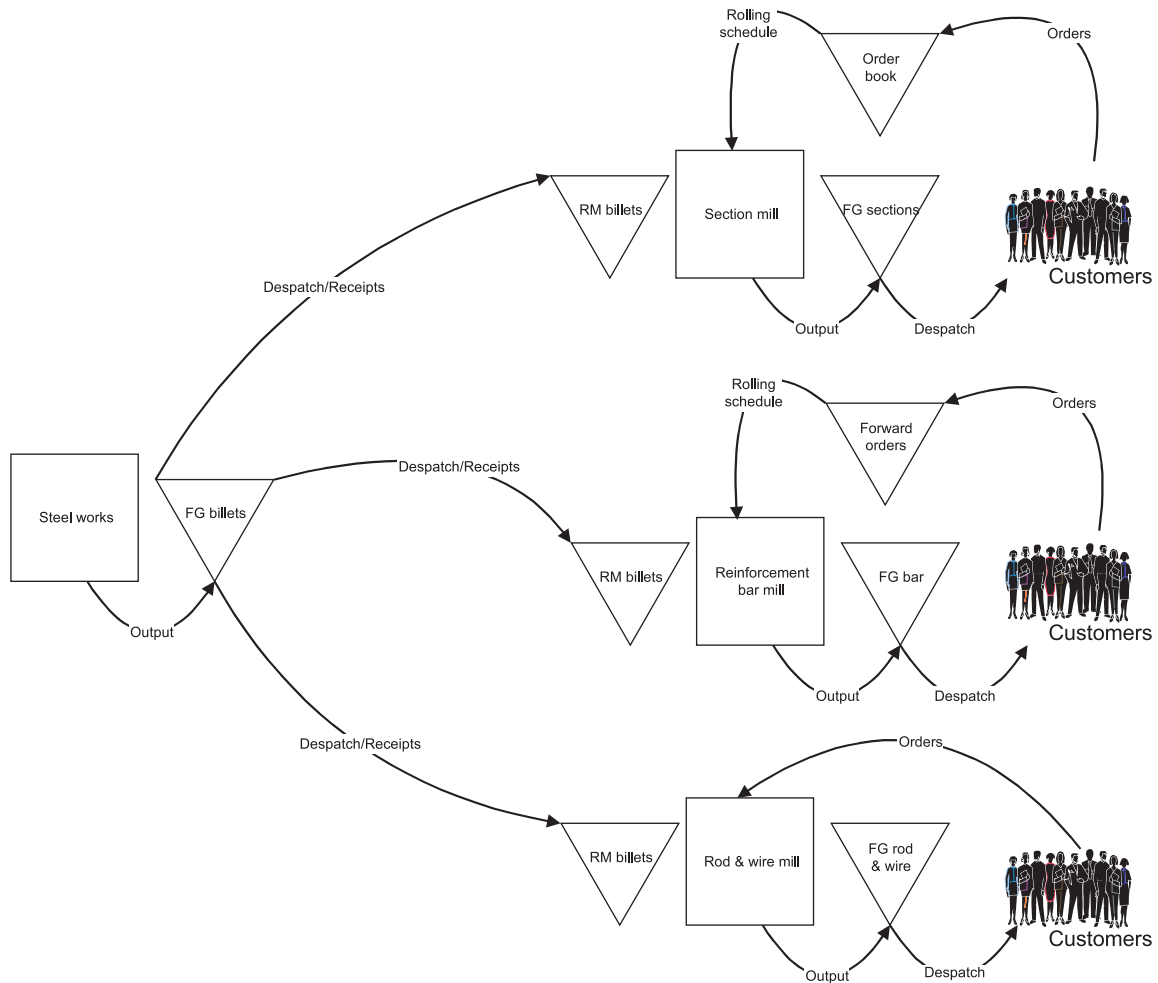 Rolling
schedule
Orders
Order
book
RM billets
Section mill
FG sections
Customers
Despatch/Receipts
Output
Despatch
Rolling
schedule
Orders
Forward
orders
Despatch/Receipts
Steel works
FG billets
RM billets
Reinforcement
bar mill
FG bar
Customers
Output
Output
Despatch
Despatch/Receipts
Orders
RM billets
Rod & wire mill
FG rod
& wire
Customers
Output
Despatch